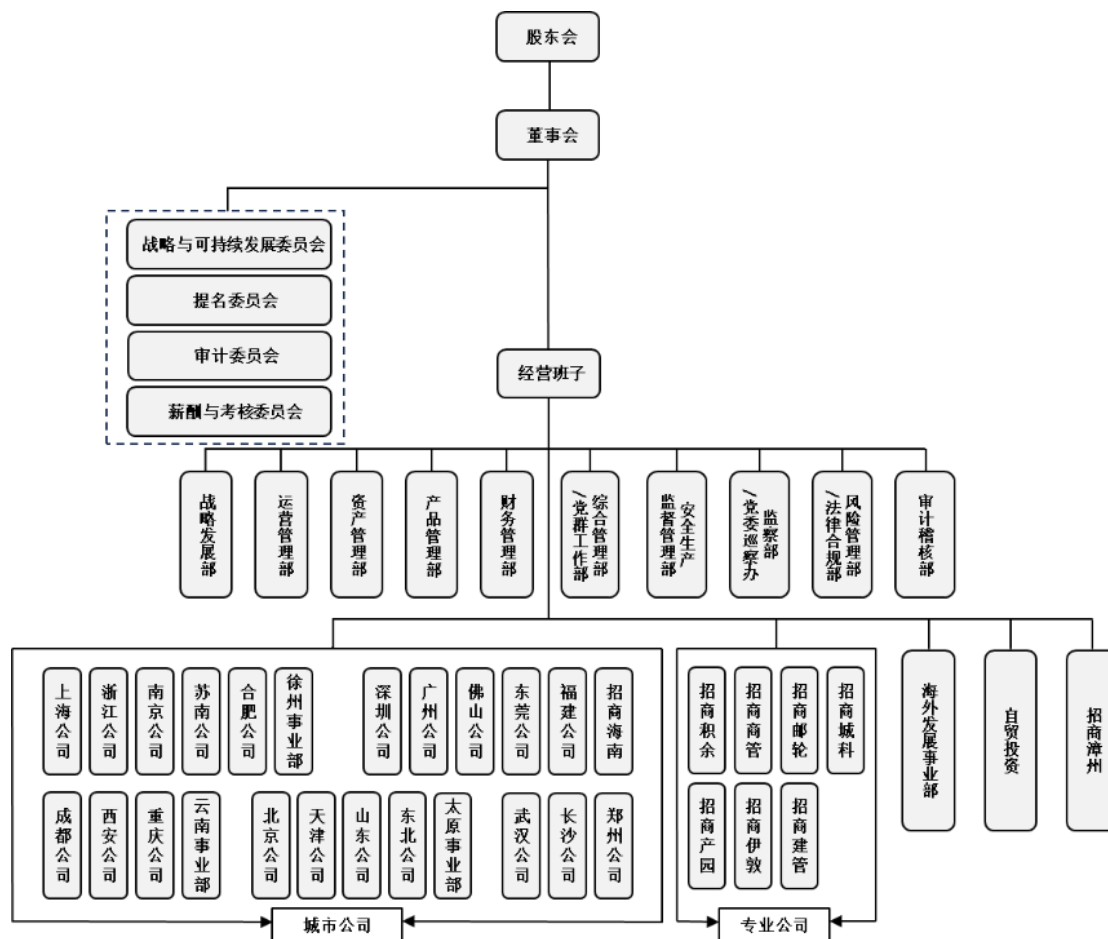 股东会
董事会
战略与可持续发展委员会
提名委员会
审计委员会
薪酬与考核委员会
经营班子
战略发展部
运营管理部
资产管理部
产品管理部
财务管理部
综合管理部
/党群工作部
安全生产
监督管理部
监察部
/党委巡察办
风险管理部
/法律合规部
审计稽核部
上海公司
浙江公司
南京公司
苏南公司
合肥公司
徐州事业部
深圳公司
广州公司
佛山公司
东莞公司
福建公司
招商海南
成都公司
西安公司
重庆公司
云南事业部
北京公司
天津公司
山东公司
东北公司
太原事业部
武汉公司
长沙公司
郑州公司
城市公司
招商积余
招商商管
招商邮轮
招商城科
招商产园
招商伊敦
招商建管
专业公司
海外发展事业部
自贸投资
招商漳州